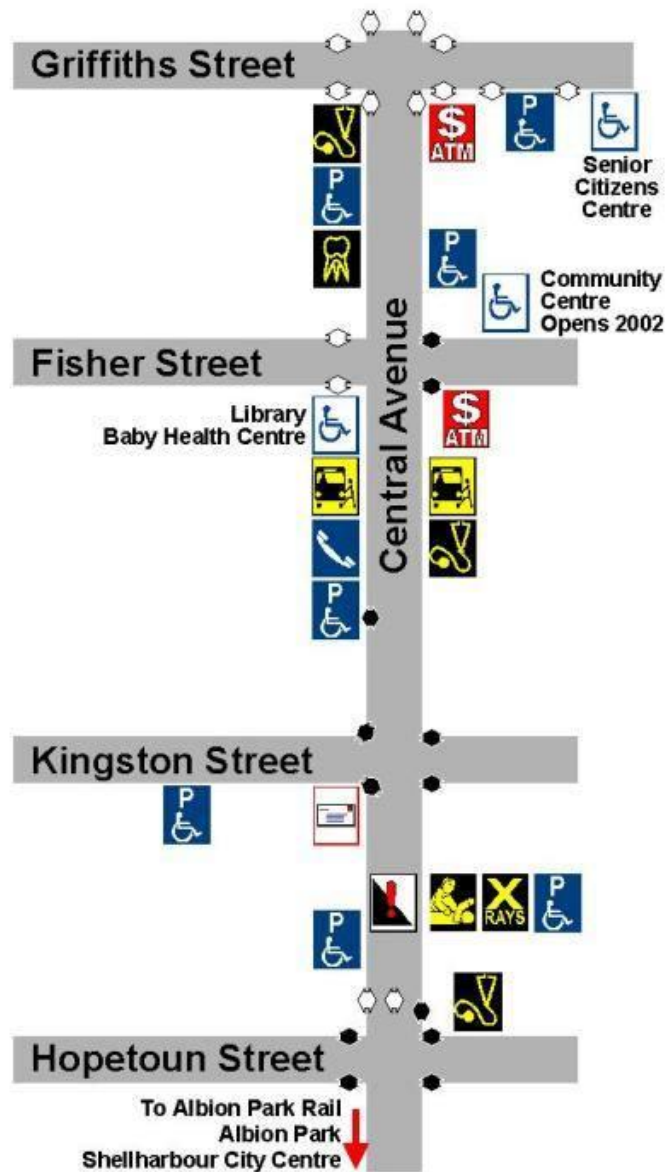 Griffiths Street
$
ATM
P
Senior
Citizens
Centre
P
P
Community
Centre
Opens 2002
Central Avenue
Fisher Street
Library
Baby Health Centre
$
ATM
P
Kingston Street
P
X
RAYS
P
P
Hopetoun Street
To Albion Park Rail
Albion Park
Shellharbour City Centre